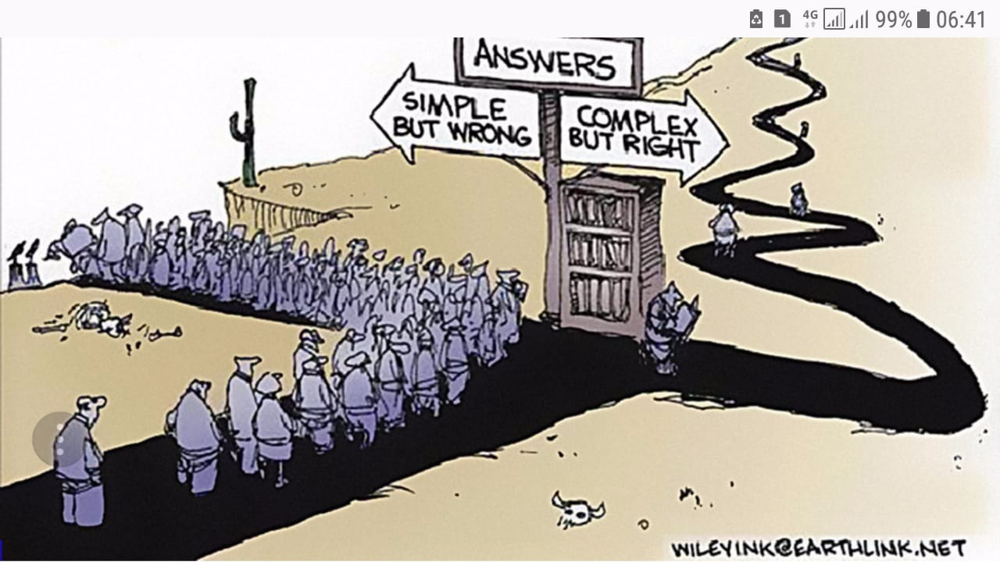 1 4G 99% 06:41
ANSWERS
SIMPLE
BUT WRONG
COMPLEX
BUT RIGHT
WILEYINK@EARTHLINK.NET